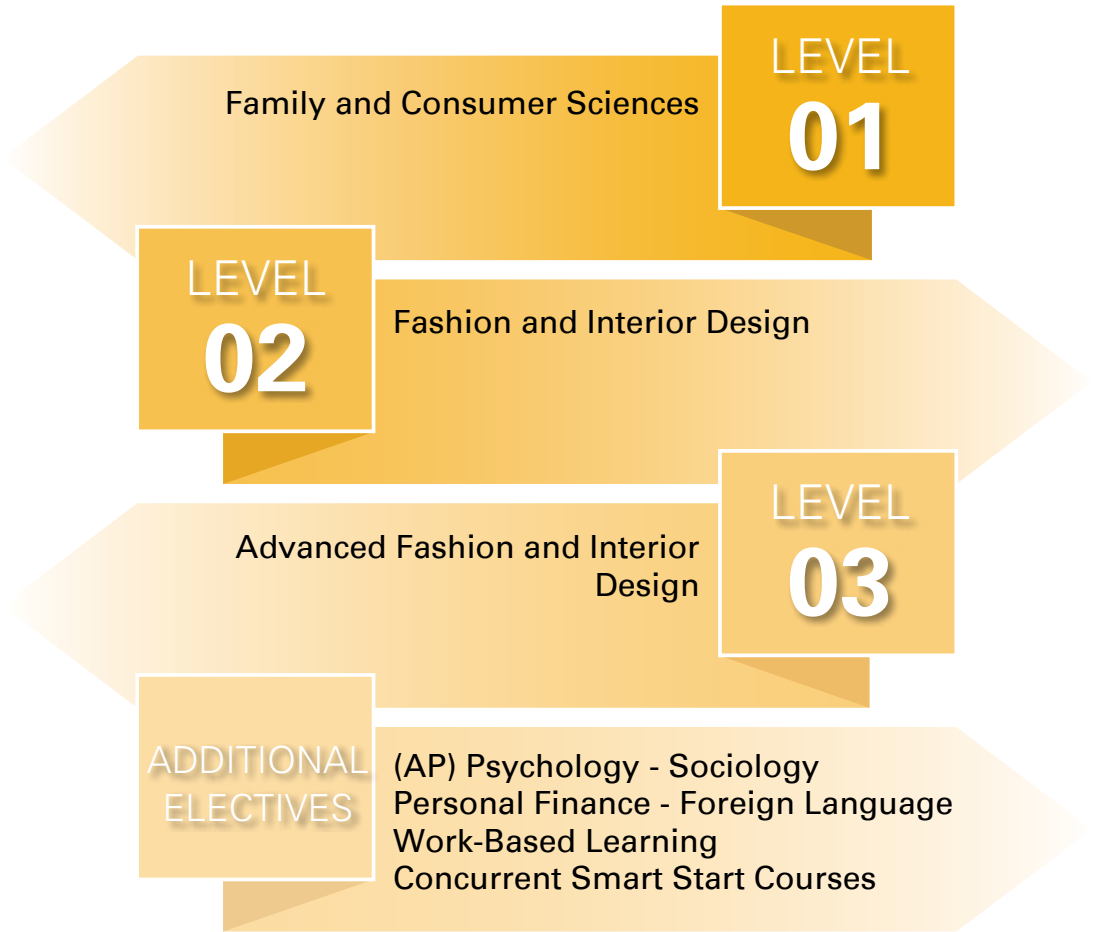 LEVEL
01
Family and Consumer Sciences
LEVEL
02
Fashion and Interior Design
LEVEL
03
Advanced Fashion and Interior
Design
ADDITIONAL
ELECTIVES
(AP) Psychology - Sociology
Personal Finance - Foreign Language
Work-Based Learning
Concurrent Smart Start Courses